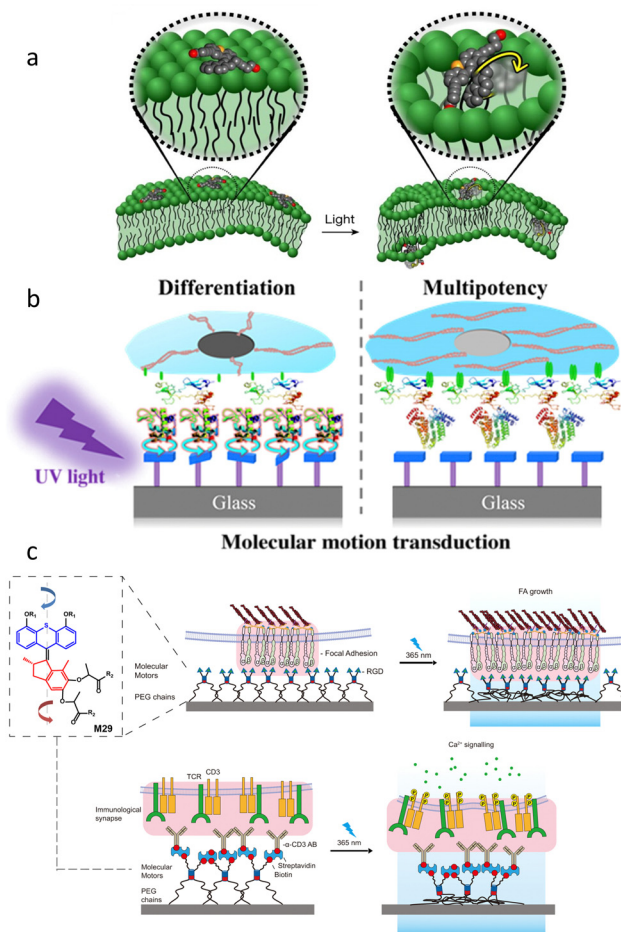 a
Light
b
Differentiation
Multipotency
UV light
Glass
Glass
Molecular motion transduction
c
OR₁
OR₁
S
O
R₂
O
O
R₂
O
M29
Molecular
Motors
PEG chains
Focal Adhesion
RGD
365 nm
FA growth
Immunological
synapse
TCR
CD3
Molecular
Motors
PEG
chains
-α-CD3 AB
Streptavidin
Biotin
365 nm
Ca²⁺ signalling
P P P P P P P P